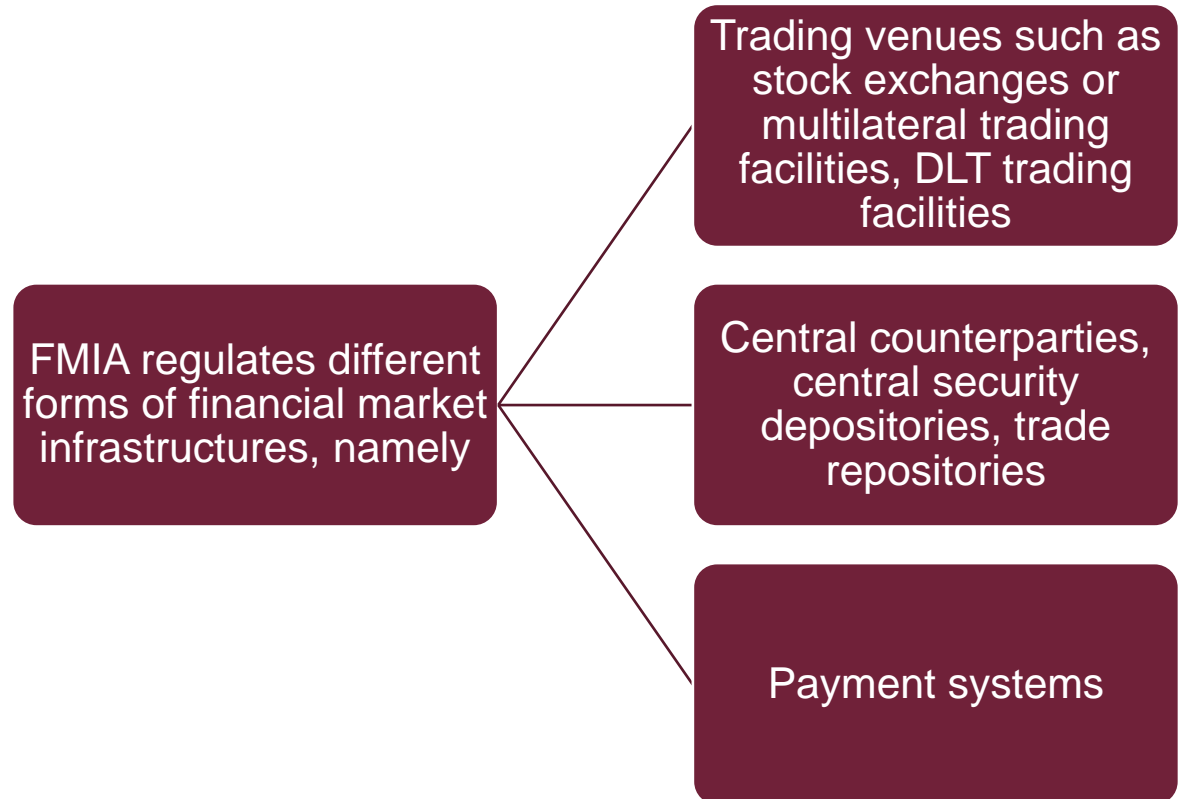 FMIA regulates different
forms of financial market
infrastructures, namely
Trading venues such as
stock exchanges or
multilateral trading
facilities, DLT trading
facilities
Central counterparties,
central security
depositories, trade
repositories
Payment systems